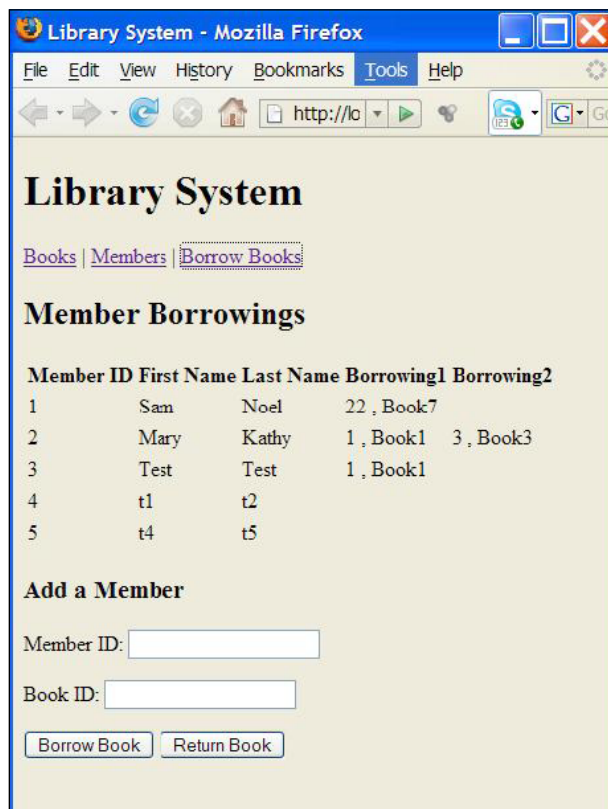 Library System - Mozilla Firefox
File Edit View History Bookmarks Tools Help
http://lo
G Go
Library System
Books | Members | Borrow Books
Member Borrowings
Member ID First Name Last Name Borrowing1 Borrowing2
1 Sam Noel 22 , Book7
2 Mary Kathy 1 , Book1 3 , Book3
3 Test Test 1 , Book1
4 t1 t2
5 t4 t5
Add a Member
Member ID:
Book ID:
Borrow Book Return Book